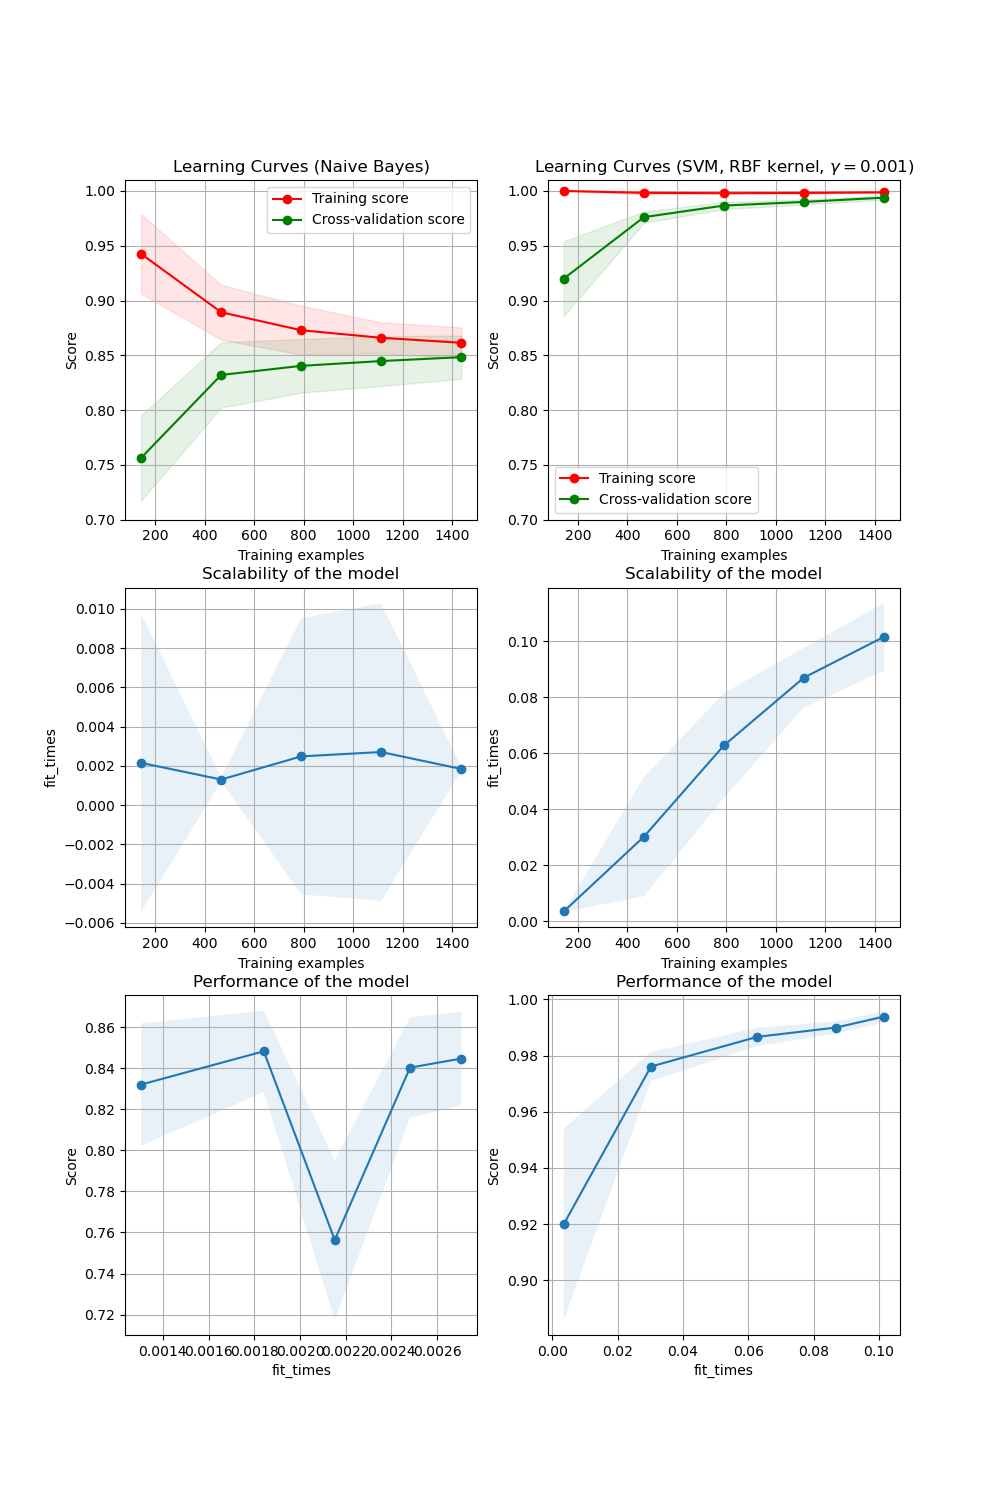 Learning Curves (Naive Bayes)
Learning Curves (SVM, RBF kernel, γ = 0.001)
1.00
0.95
0.90
0.85
0.80
0.75
0.70
Score
Training score
Cross-validation score
200 400 600 800 1000 1200 1400
Training examples
1.00
0.95
0.90
0.85
0.80
0.75
0.70
Score
Training score
Cross-validation score
200 400 600 800 1000 1200 1400
Training examples
Scalability of the model
0.010
0.008
0.006
0.004
0.002
0.000
−0.002
−0.004
−0.006
fit_times
200 400 600 800 1000 1200 1400
Training examples
Scalability of the model
0.10
0.08
0.06
0.04
0.02
0.00
fit_times
200 400 600 800 1000 1200 1400
Training examples
Performance of the model
0.86
0.84
0.82
0.80
0.78
0.76
0.74
0.72
Score
0.0014 0.0016 0.0018 0.0020 0.0022 0.0024 0.0026
fit_times
Performance of the model
1.00
0.98
0.96
0.94
0.92
0.90
Score
0.00 0.02 0.04 0.06 0.08 0.10
fit_times